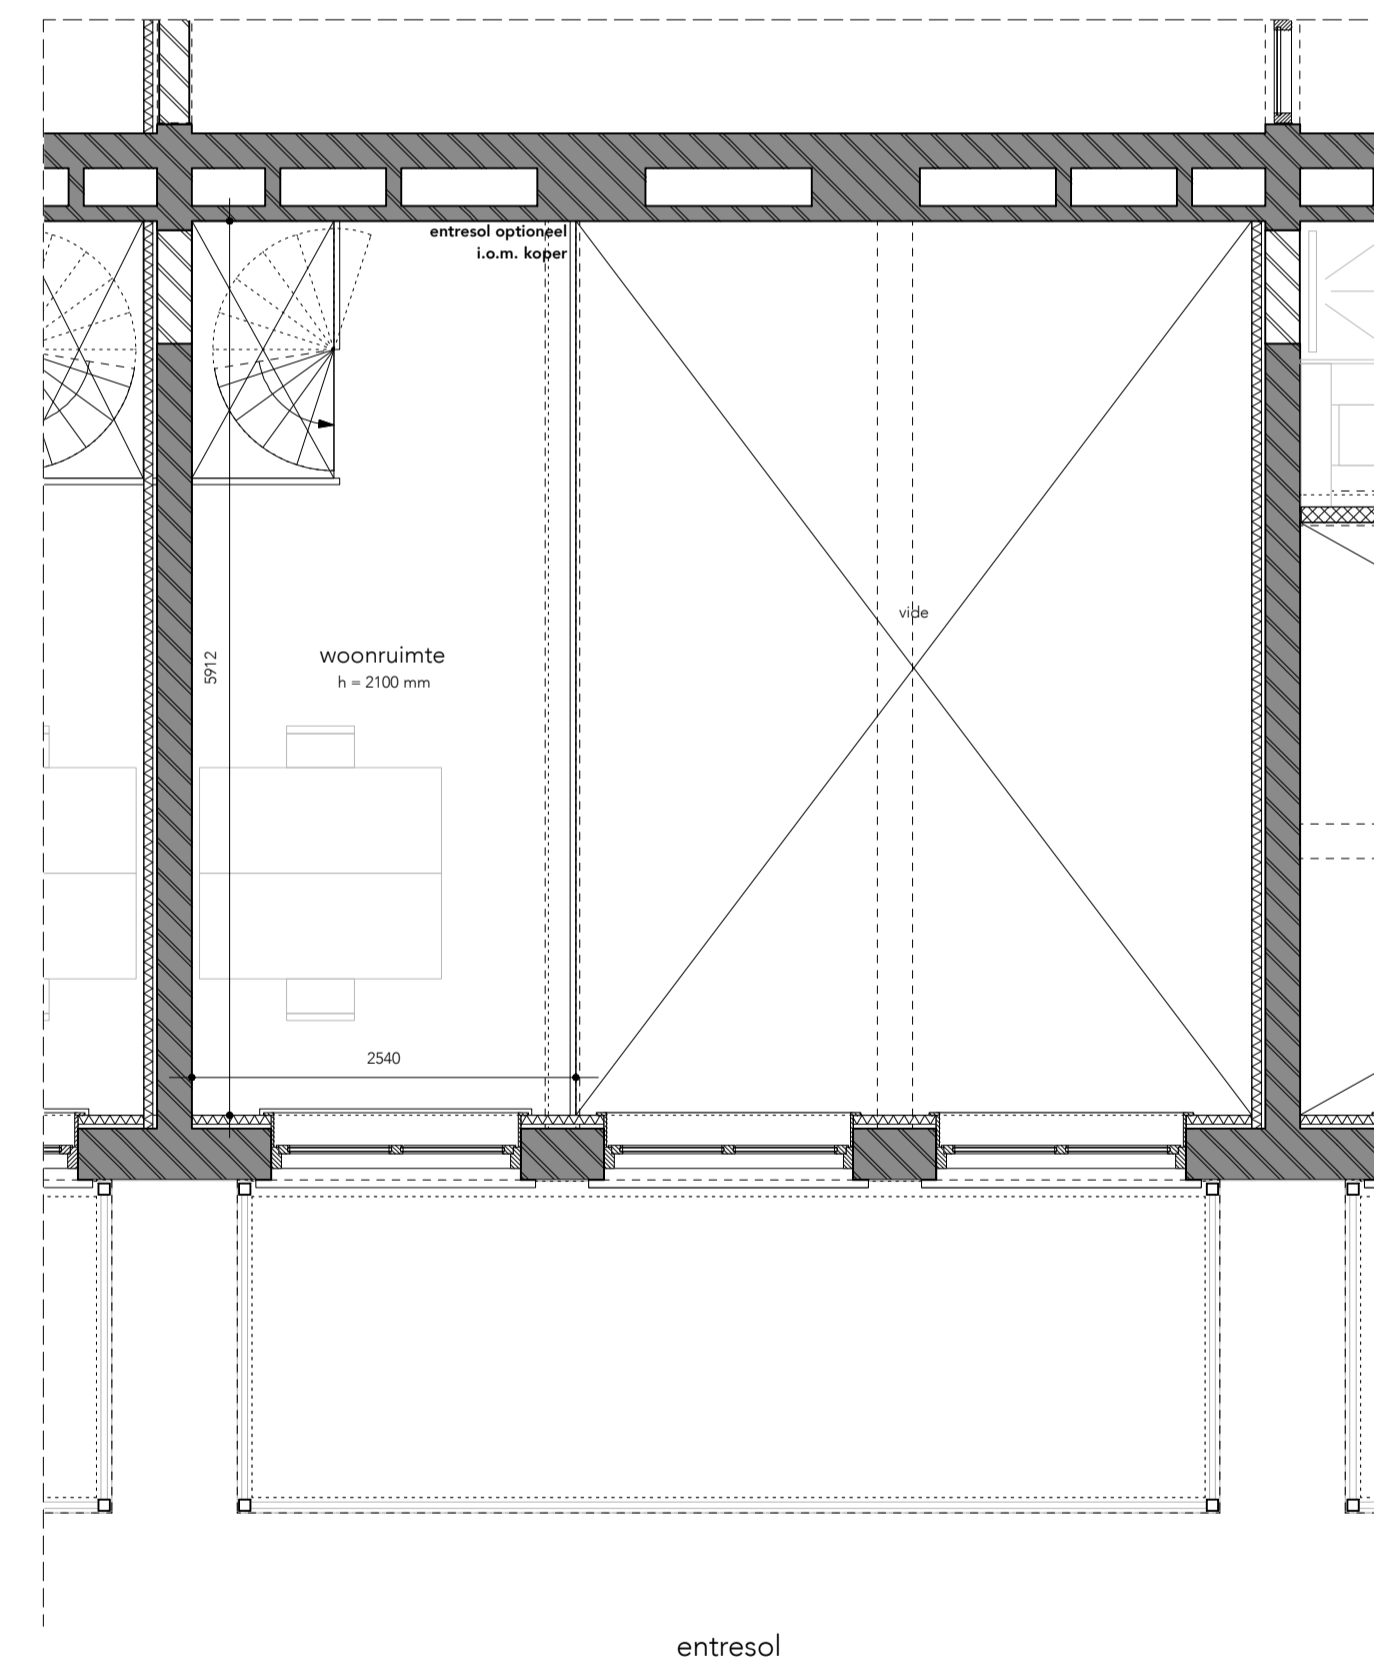 entresol optioneel
i.o.m. koper
vide
woonruimte
h = 2100 mm
5912
2540
entresol